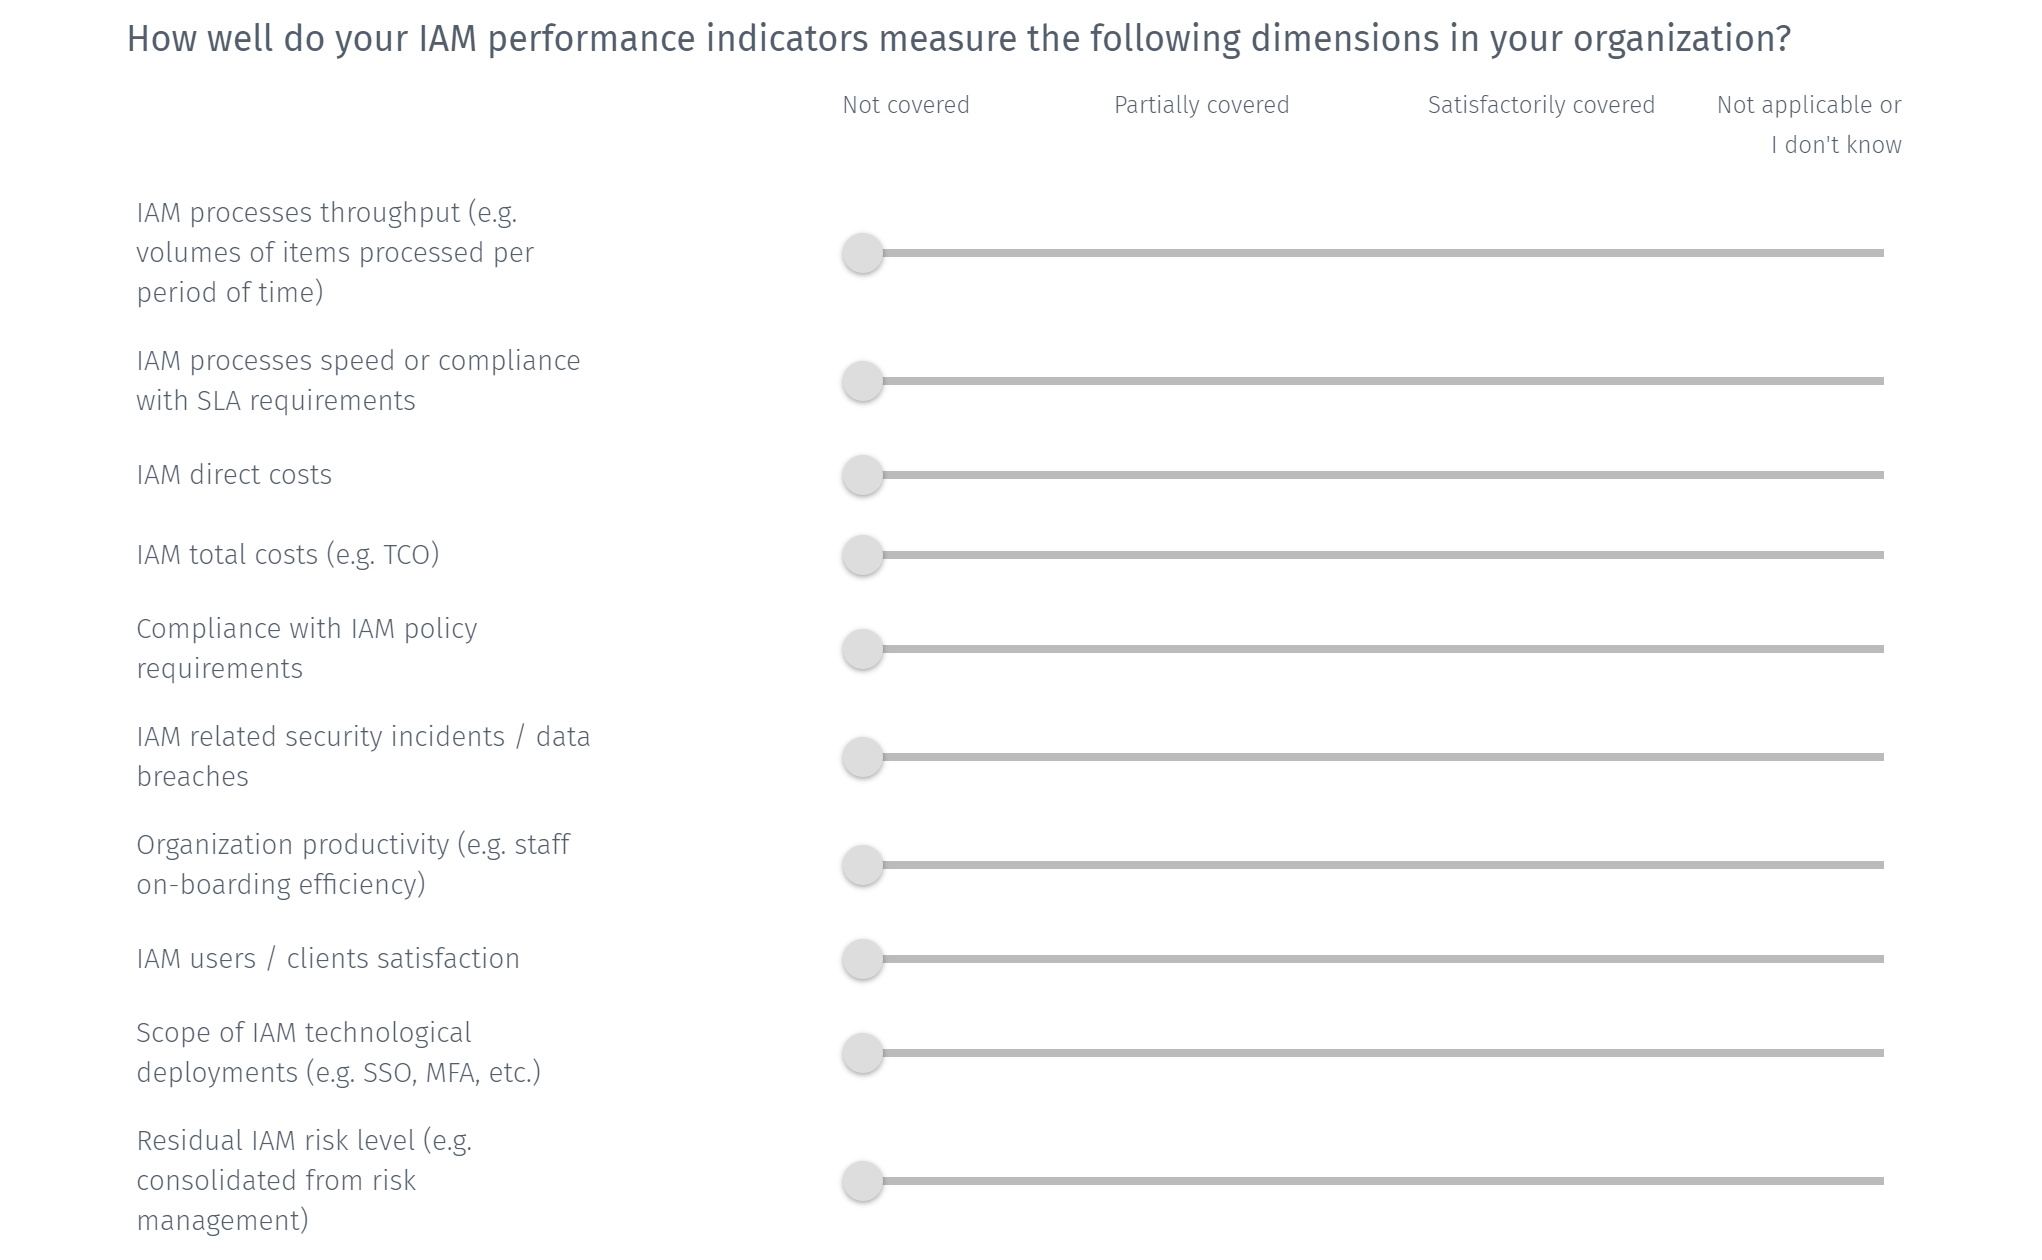 How well do your IAM performance indicators measure the following dimensions in your organization?
Not covered
Partially covered
Satisfactorily covered
Not applicable or
I don't know
IAM processes throughput (e.g.
volumes of items processed per
period of time)
IAM processes speed or compliance
with SLA requirements
IAM direct costs
IAM total costs (e.g. TCO)
Compliance with IAM policy
requirements
IAM related security incidents / data
breaches
Organization productivity (e.g. staff
on-boarding efficiency)
IAM users / clients satisfaction
Scope of IAM technological
deployments (e.g. SSO, MFA, etc.)
Residual IAM risk level (e.g.
consolidated from risk
management)